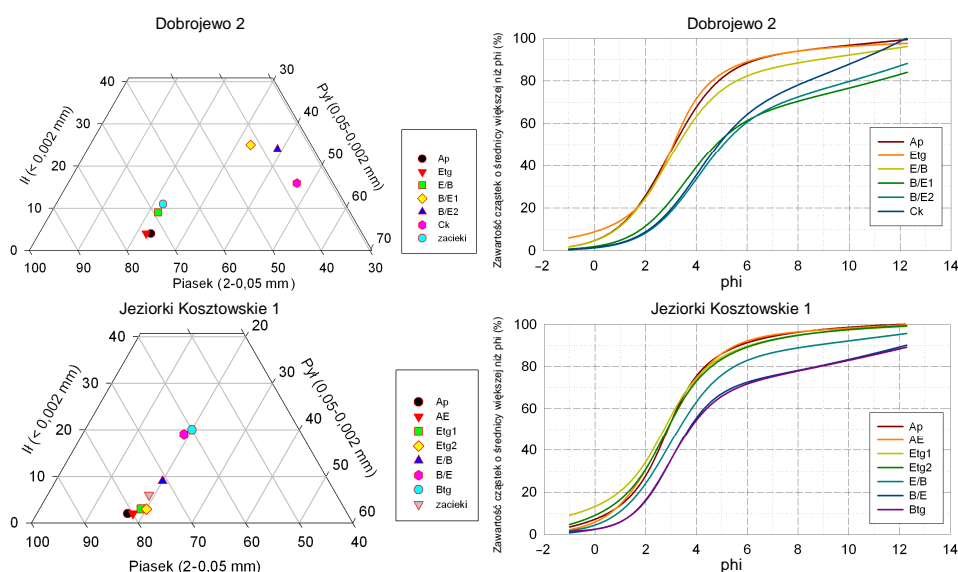 Dobrojewo 2
40
30
20
10
0
Ił (< 0,002 mm)
30
40
50
60
70
Pył (0,05-0,002 mm)
100
90
80
70
60
50
40
30
Piasek (2-0,05 mm)
Ap
Etg
E/B
B/E1
B/E2
Ck
zacieki
Zawartość cząstek o średnicy większej niż phi (%)
100
80
60
40
20
0
−2
0
2
4
6
8
10
12
14
phi
Ap
Etg
E/B
B/E1
B/E2
Ck
Jeziorki Kosztowskie 1
40
30
20
10
0
Ił (< 0,002 mm)
20
30
40
50
60
Pył (0,05-0,002 mm)
100
90
80
70
60
50
40
Piasek (2-0,05 mm)
Ap
AE
Etg1
Etg2
E/B
B/E
Btg
zacieki
Jeziorki Kosztowskie 1
Zawartość cząstek o średnicy większej niż phi (%)
100
80
60
40
20
0
−2
0
2
4
6
8
10
12
14
phi
Ap
AE
Etg1
Etg2
E/B
B/E
Btg